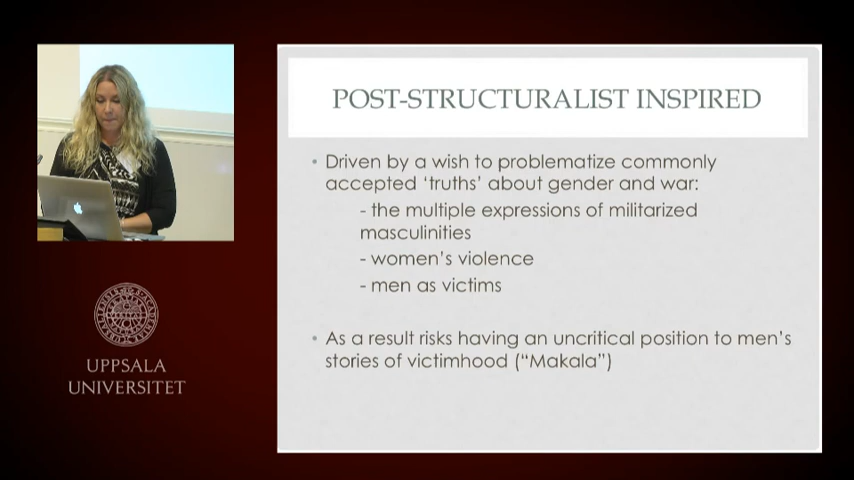 POST-STRUCTURALIST INSPIRED
• Driven by a wish to problematize commonly
accepted ‘truths’ about gender and war:
- the multiple expressions of militarized
masculinities
- women’s violence
- men as victims
• As a result risks having an uncritical position to men’s
stories of victimhood (“Makala”)
UPPSALA
UNIVERSITET